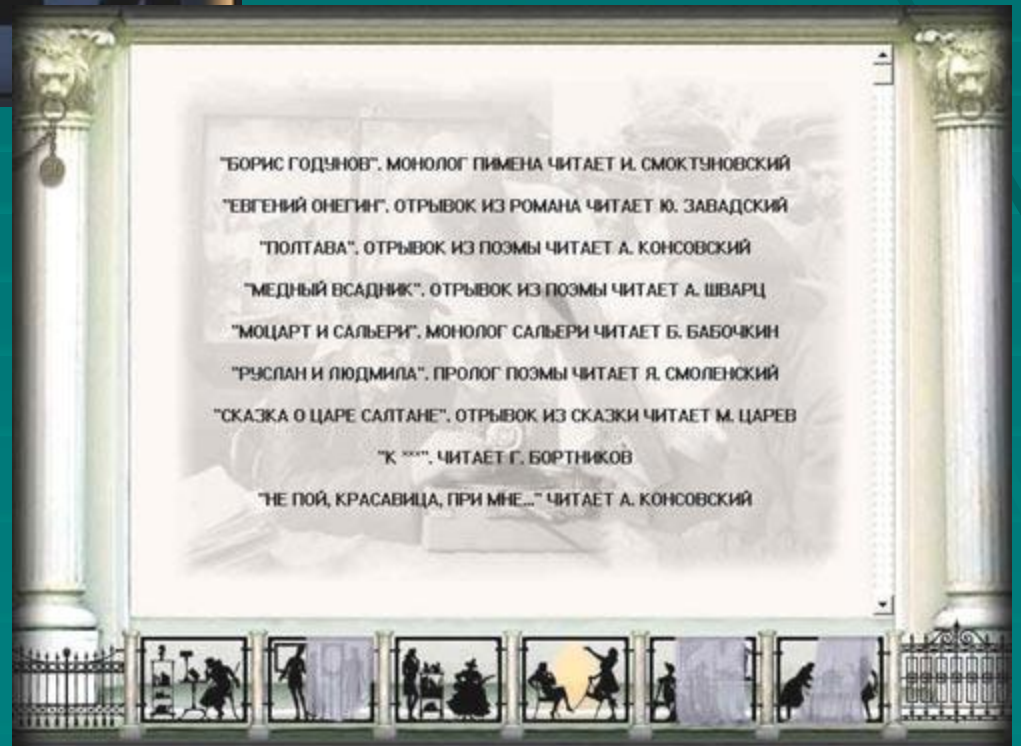 "БОРИС ГОДУНОВ". МОНОЛОГ ПИМЕНА ЧИТАЕТ И. СМОКТУНОВСКИЙ
"ЕВГЕНИЙ ОНЕГИН". ОТРЫВОК ИЗ РОМАНА ЧИТАЕТ Ю. ЗАВАДСКИЙ
"ПОЛТАВА". ОТРЫВОК ИЗ ПОЭМЫ ЧИТАЕТ А. КОНСОВСКИЙ
"МЕДНЫЙ ВСАДНИК". ОТРЫВОК ИЗ ПОЭМЫ ЧИТАЕТ А. ШВАРЦ
"МОЦАРТ И САЛЬЕРИ". МОНОЛОГ САЛЬЕРИ ЧИТАЕТ Б. БАБОЧКИН
"РУСЛАН И ЛЮДМИЛА". ПРОЛОГ ПОЭМЫ ЧИТАЕТ Я. СМОЛЕНСКИЙ
"СКАЗКА О ЦАРЕ САЛТАНЕ". ОТРЫВОК ИЗ СКАЗКИ ЧИТАЕТ М. ЦАРЕВ
"К ***". ЧИТАЕТ Г. БОРТНИКОВ
"НЕ ПОЙ, КРАСАВИЦА, ПРИ МНЕ..." ЧИТАЕТ А. КОНСОВСКИЙ